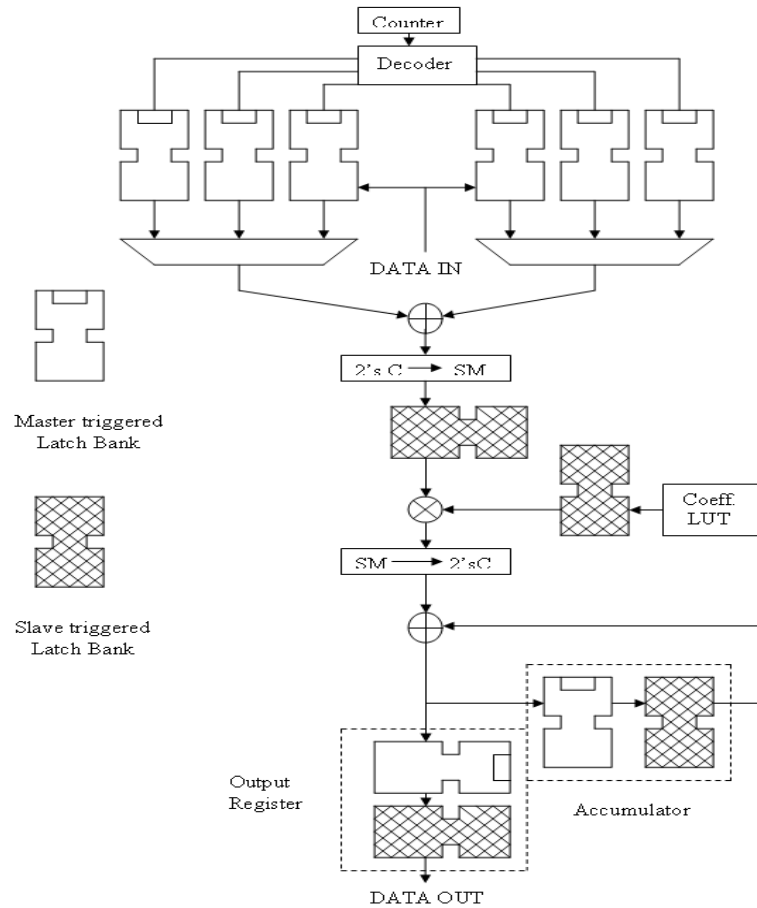 Counter
Decoder
DATA IN
2's C → SM
Master triggered
Latch Bank
Coeff.
LUT
SM → 2'sC
Slave triggered
Latch Bank
Output
Register
Accumulator
DATA OUT